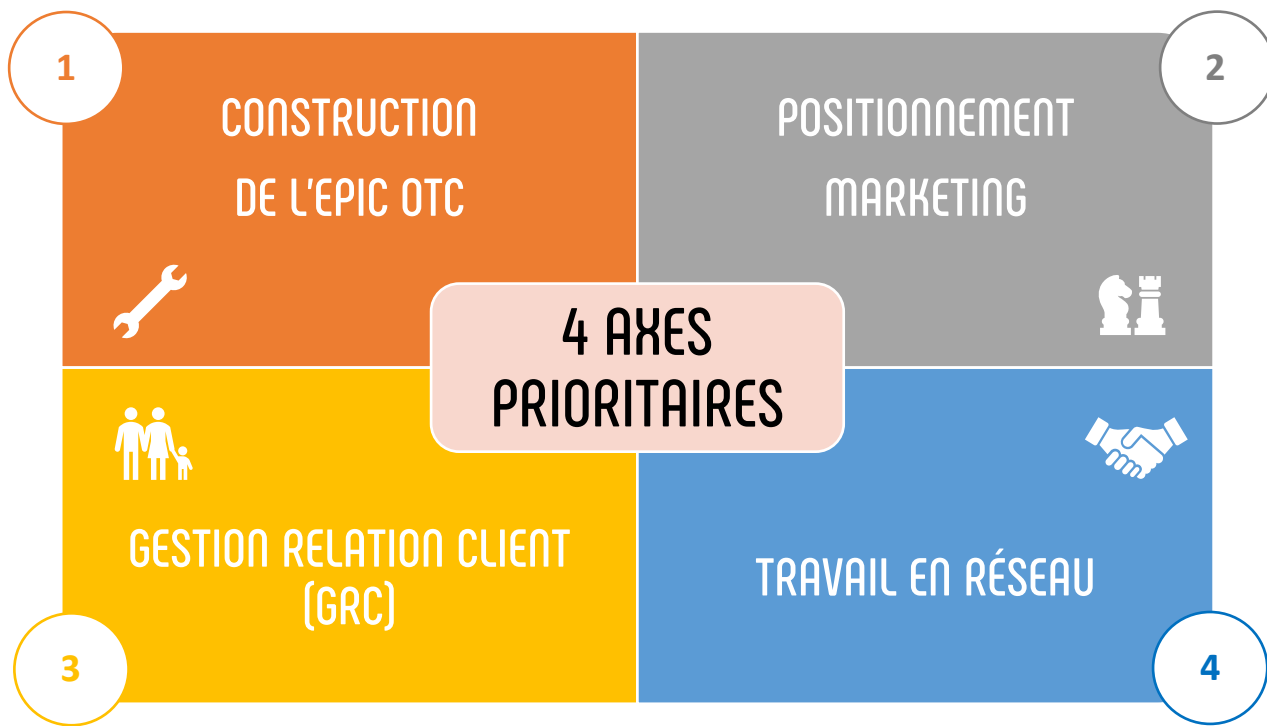 1
CONSTRUCTION
DE L'EPIC OTC
2
POSITIONNEMENT
MARKETING
4 AXES
PRIORITAIRES
3
GESTION RELATION CLIENT
(GRC)
4
TRAVAIL EN RÉSEAU